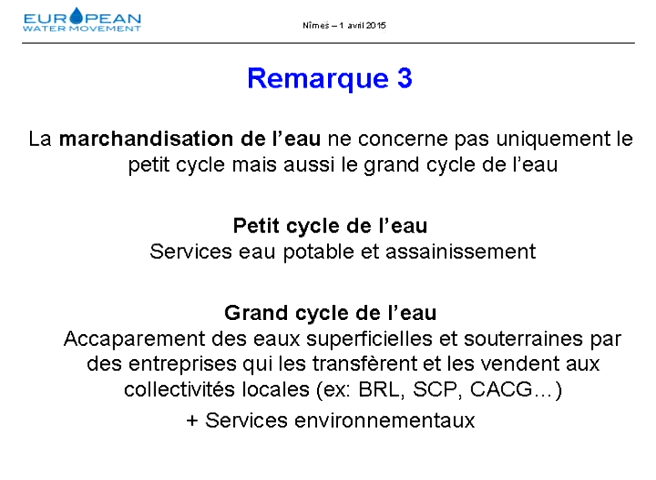 EUROPEAN
WATER MOVEMENT
Nîmes – 1 avril 2015
Remarque 3
La marchandisation de l’eau ne concerne pas uniquement le
petit cycle mais aussi le grand cycle de l’eau
Petit cycle de l’eau
Services eau potable et assainissement
Grand cycle de l’eau
Accaparement des eaux superficielles et souterraines par
des entreprises qui les transfèrent et les vendent aux
collectivités locales (ex: BRL, SCP, CACG…)
+ Services environnementaux